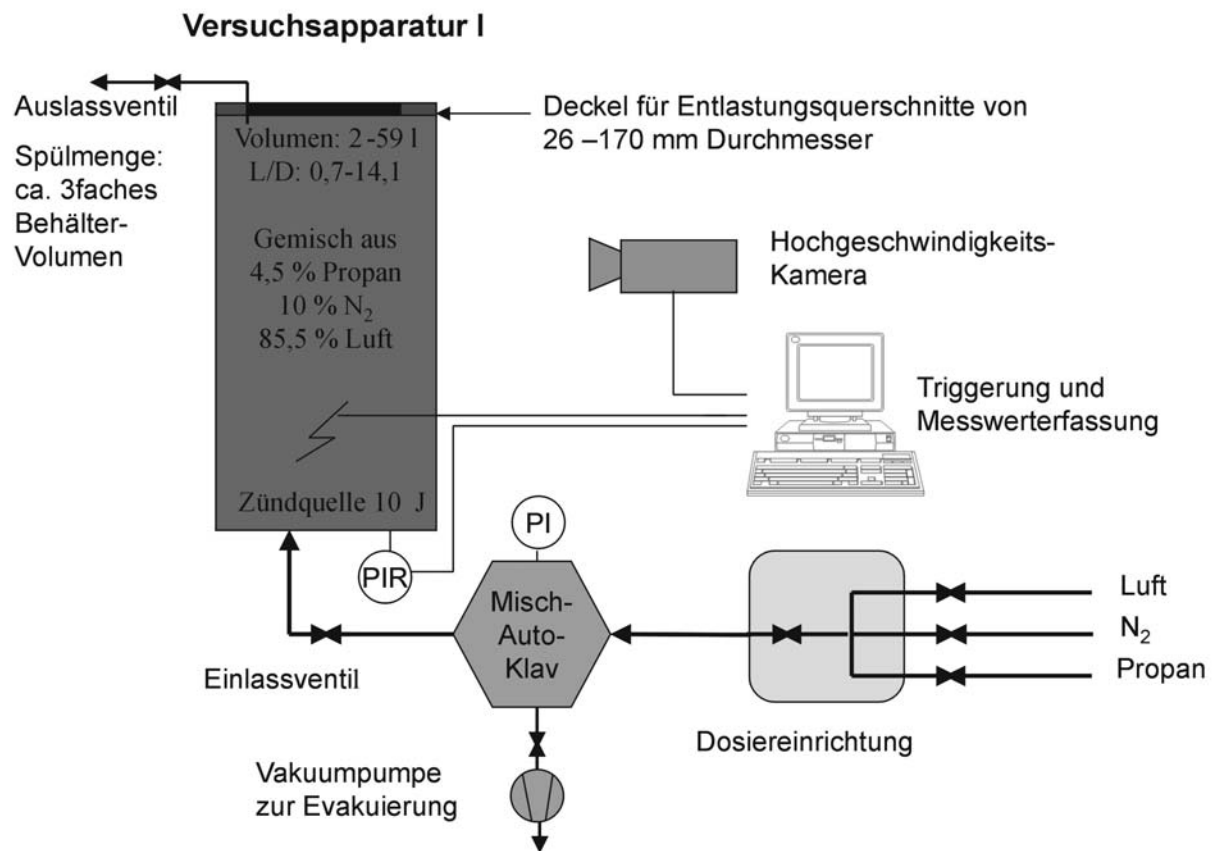 Versuchsapparatur I
Auslassventil
Spülmenge:
ca. 3faches
Behälter-
Volumen
Volumen: 2 -59 l
L/D: 0,7-14,1
Gemisch aus
4,5 % Propan
10 % N₂
85,5 % Luft
Zündquelle 10 J
Deckel für Entlastungsquerschnitte von
26 –170 mm Durchmesser
Hochgeschwindigkeits-
Kamera
Triggerung und
Messwerterfassung
PI
PIR
Misch-
Auto-
Klav
Einlassventil
Vakuumpumpe
zur Evakuierung
Dosiereinrichtung
Luft
N₂
Propan